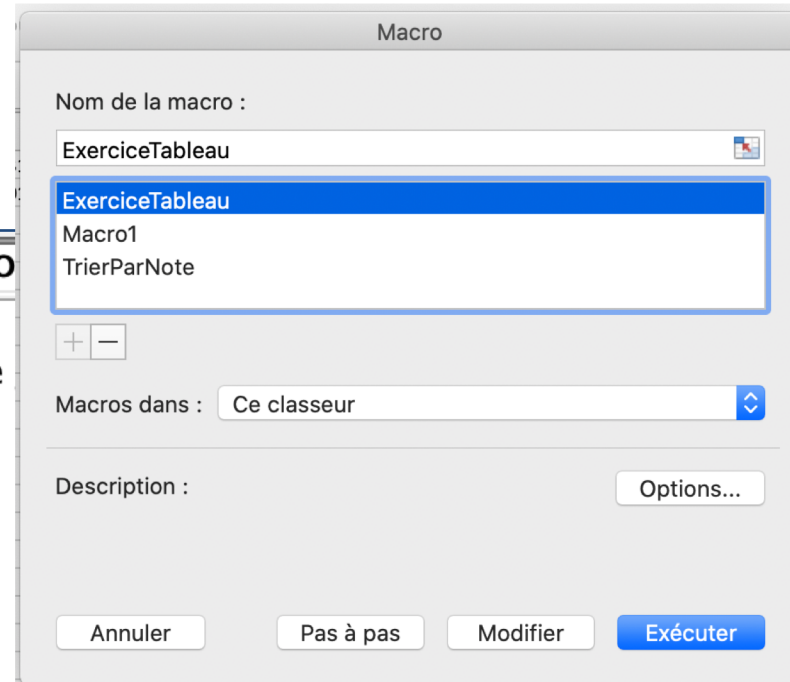 Macro
Nom de la macro :
ExerciceTableau
ExerciceTableau
Macro1
TrierParNote
Macros dans : Ce classeur
Description :
Options...
Annuler Pas à pas Modifier Exécuter